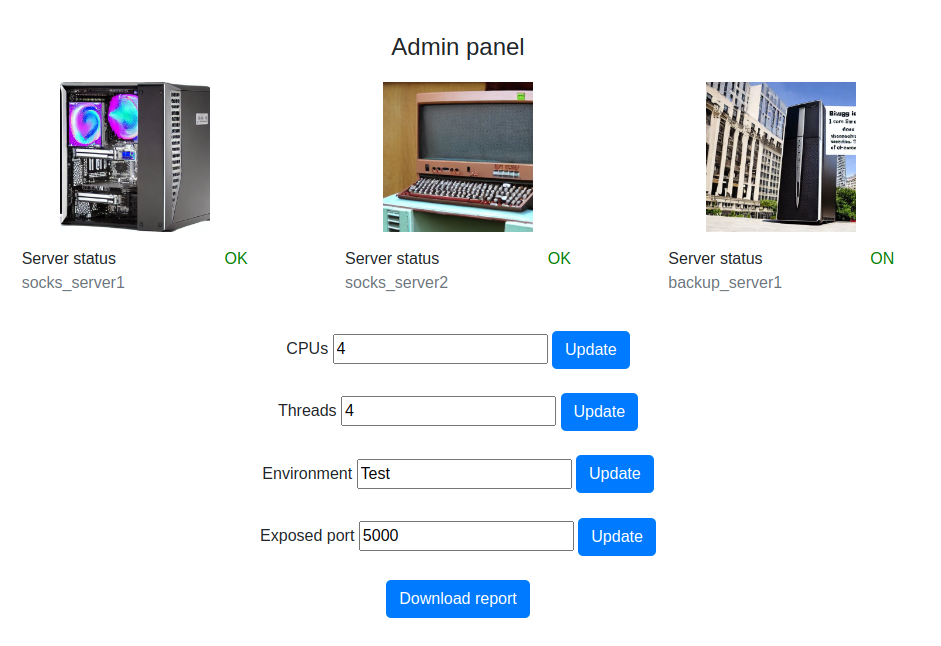 Admin panel
Server status OK
socks_server1
Server status OK
socks_server2
Server status ON
backup_server1
CPUs 4 Update
Threads 4 Update
Environment Test Update
Exposed port 5000 Update
Download report